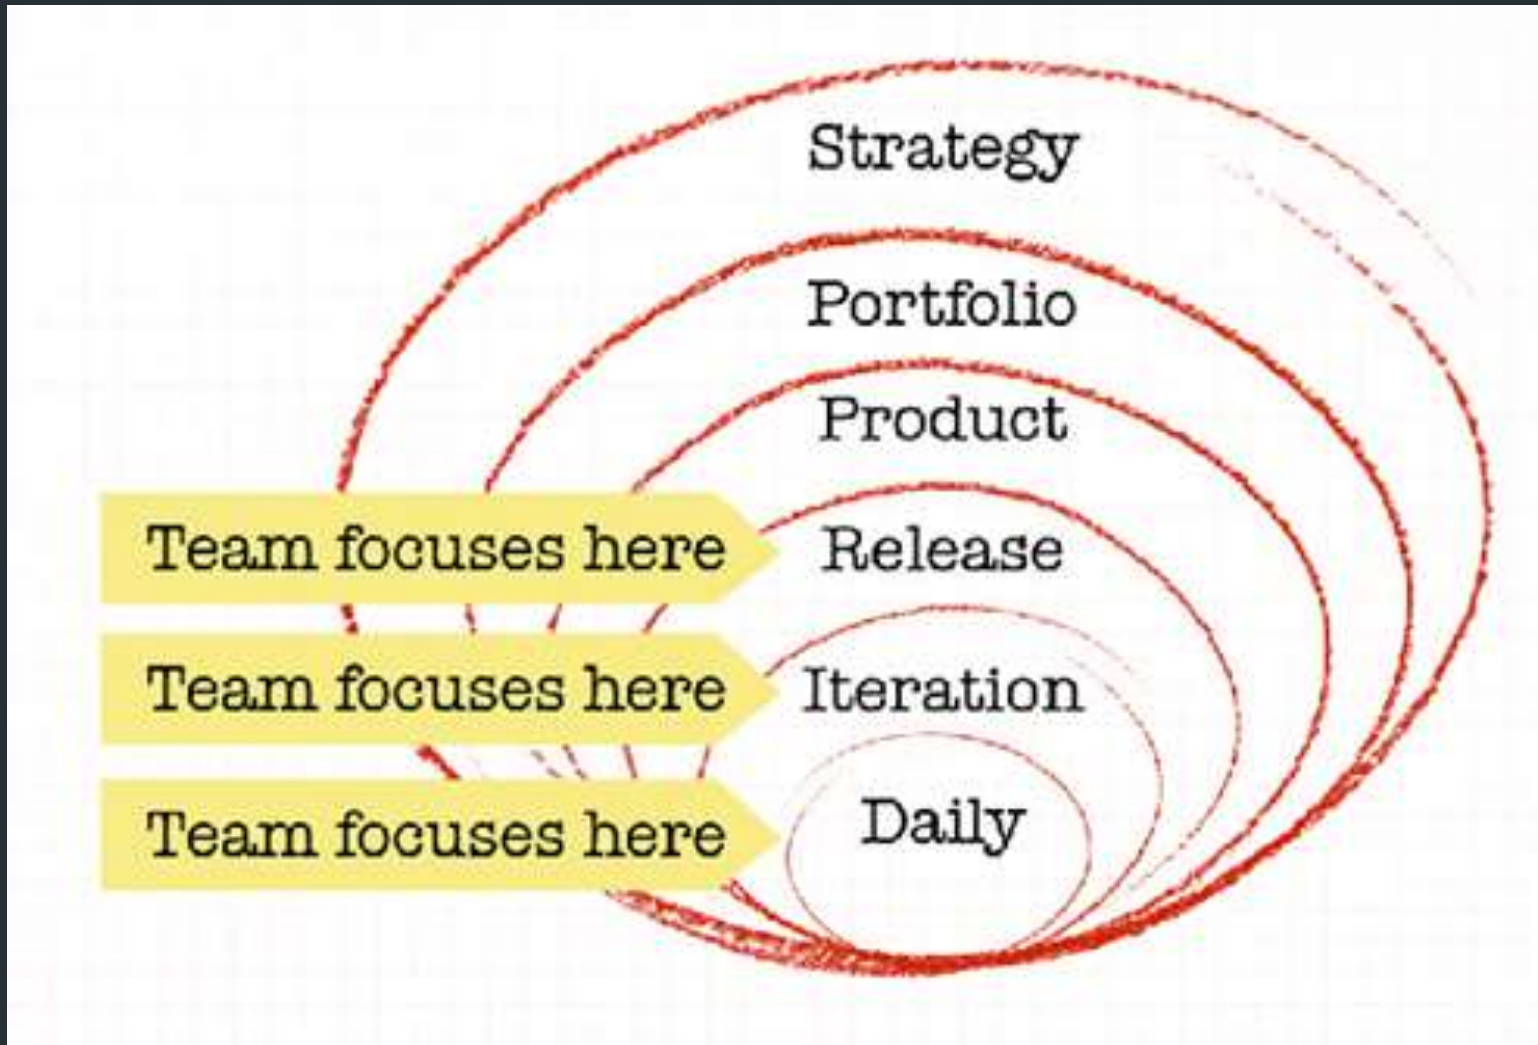 Strategy
Portfolio
Product
Team focuses here
Release
Team focuses here
Iteration
Team focuses here
Daily